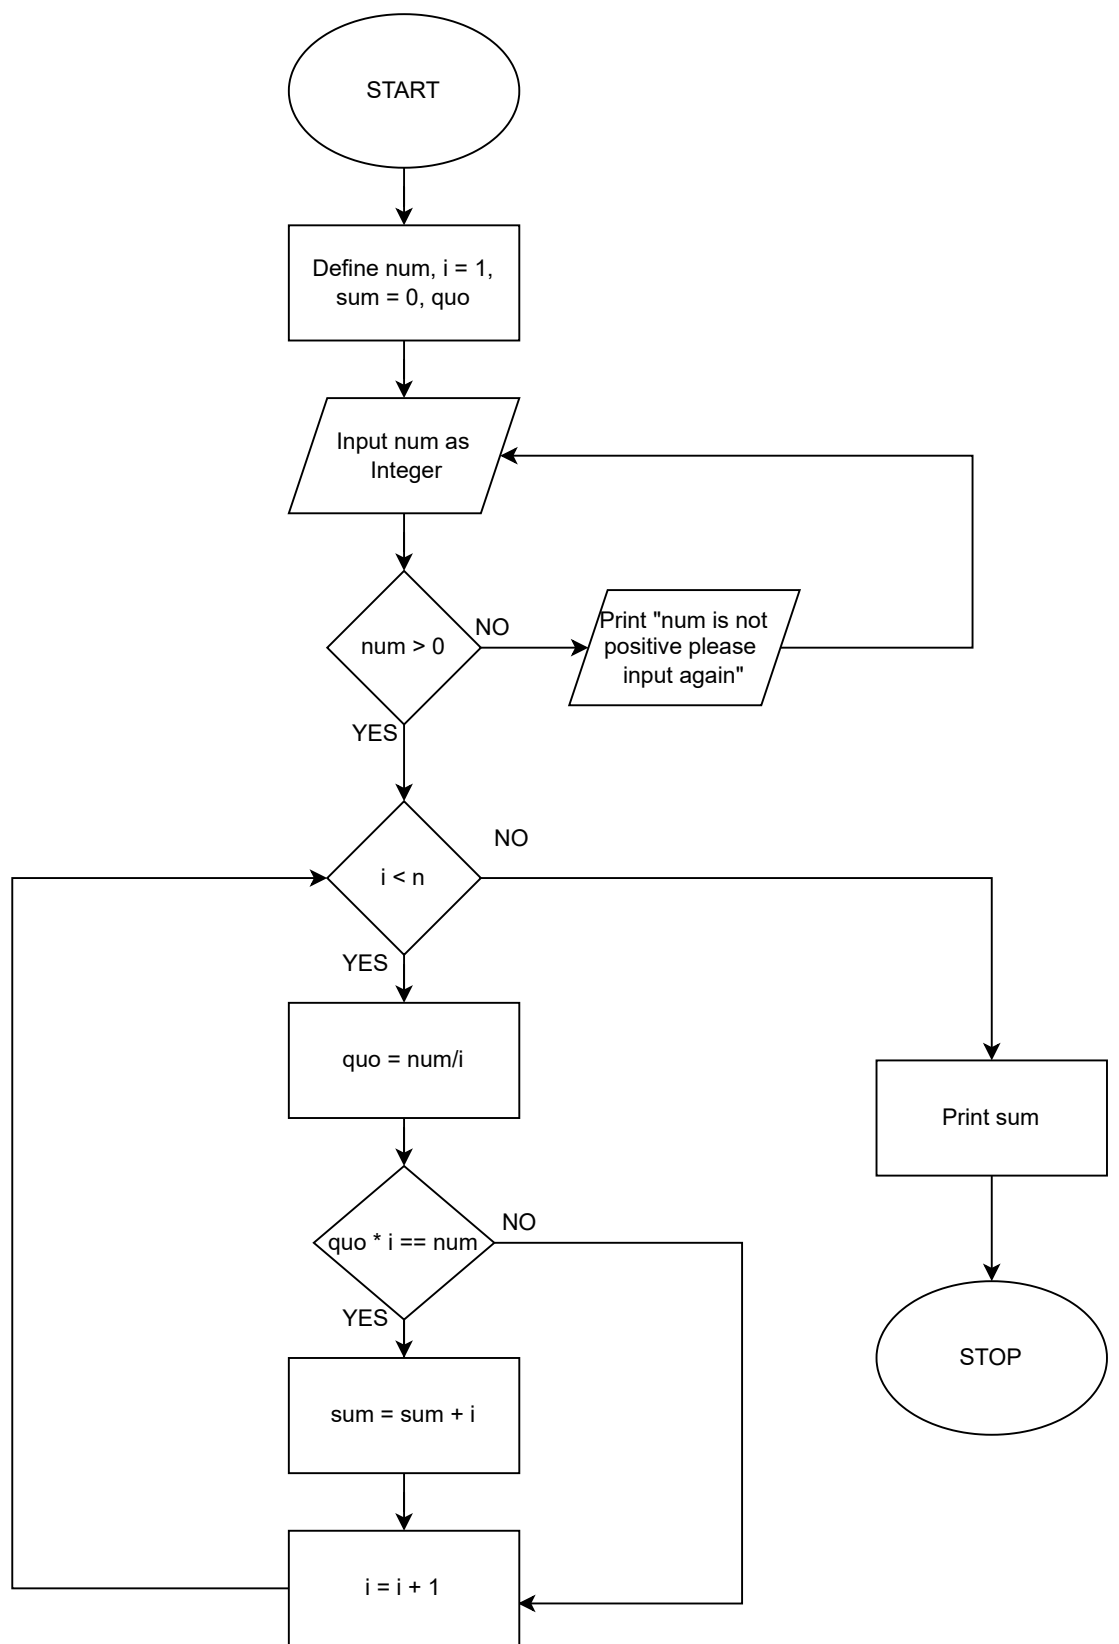 START
Define num, i = 1,
sum = 0, quo
Input num as
Integer
num > 0
NO
Print "num is not
positive please
input again"
YES
i < n
NO
YES
quo = num/i
Print sum
quo * i == num
NO
YES
STOP
sum = sum + i
i = i + 1